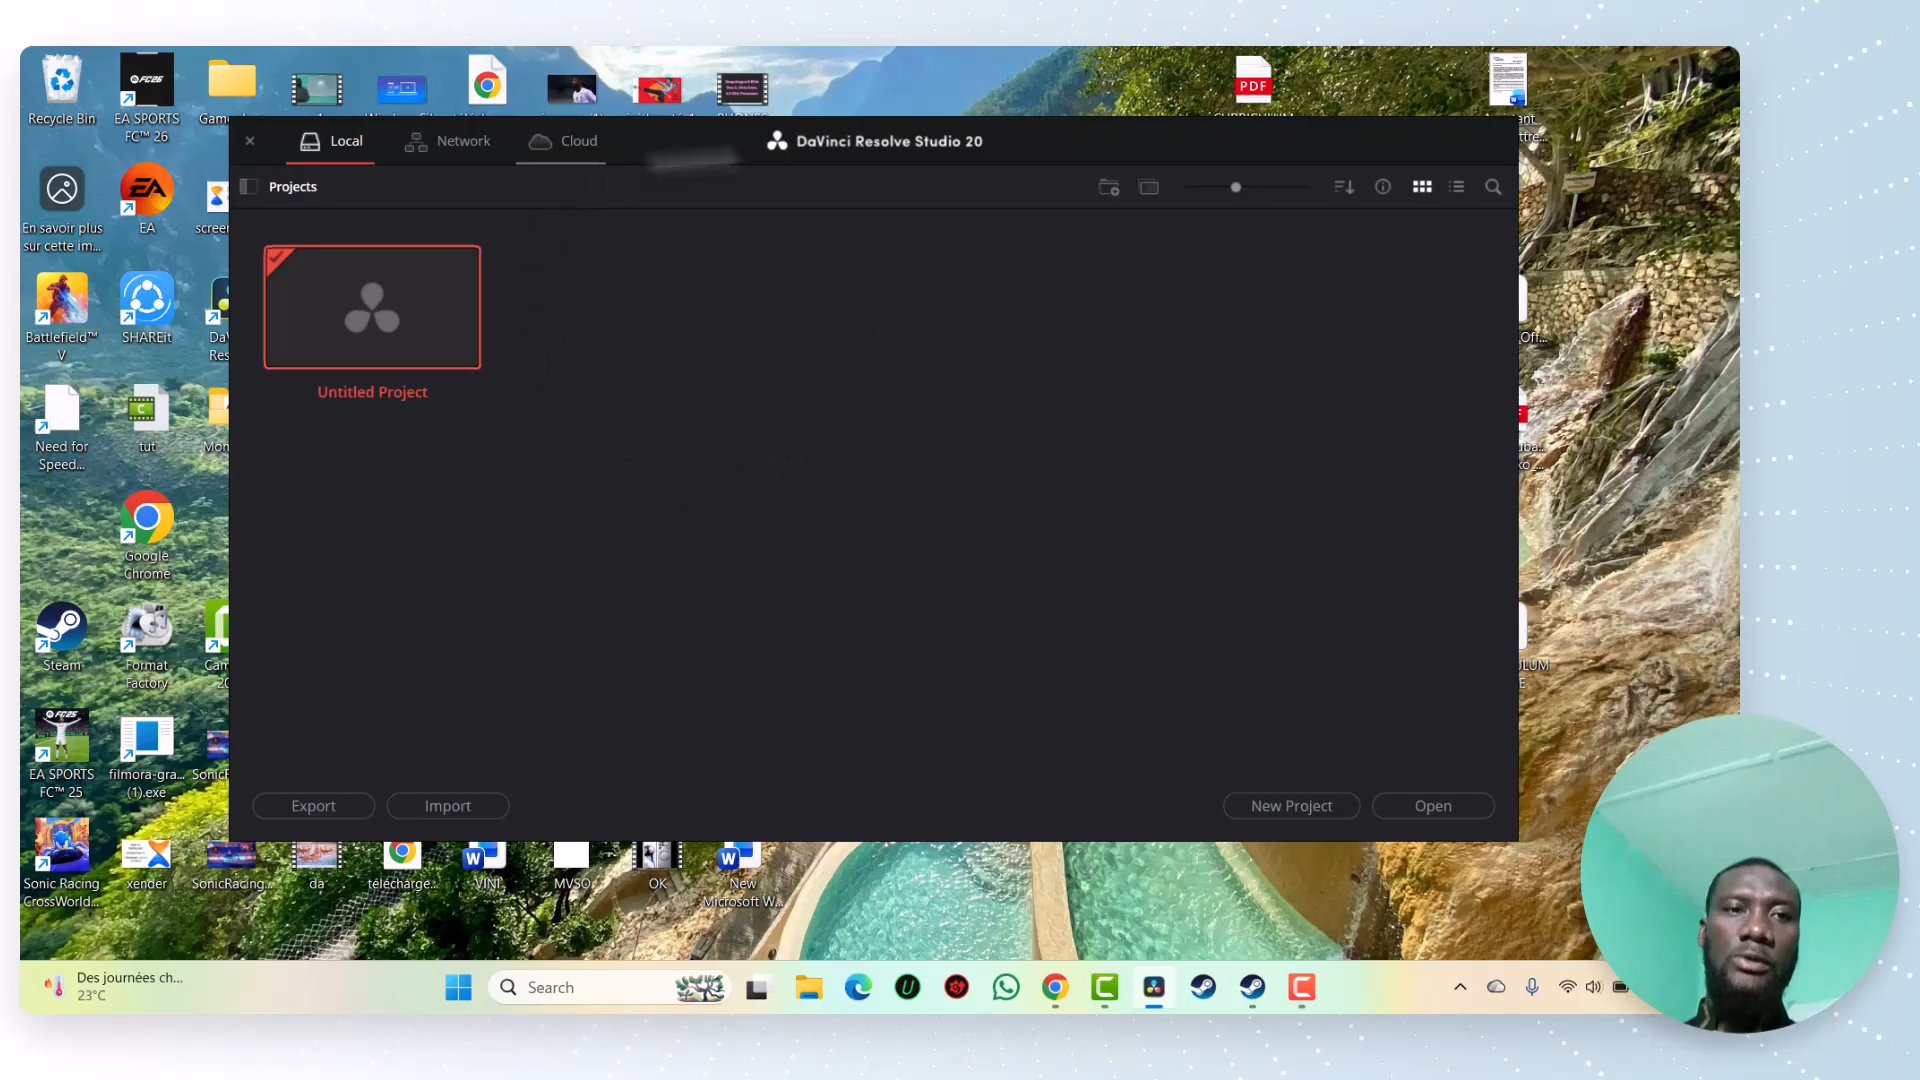 Recycle Bin
EA SPORTS
FC™ 26
Local
Network
Cloud
DaVinci Resolve Studio 20
Projects
PDF
En savoir plus
sur cette im...
EA
Untitled Project
Battlefield™
V
SHAREit
Need for
Speed...
tut
Google
Chrome
Steam
Format
Factory
EA SPORTS
FC™ 25
filmora-gra...
(1).exe
Export
Import
New Project
Open
Sonic Racing
CrossWorld...
xender
SonicRacing...
da
télécharge...
VINI
MVSO
OK
New
Microsoft W...
Des journées ch...
23°C
Search